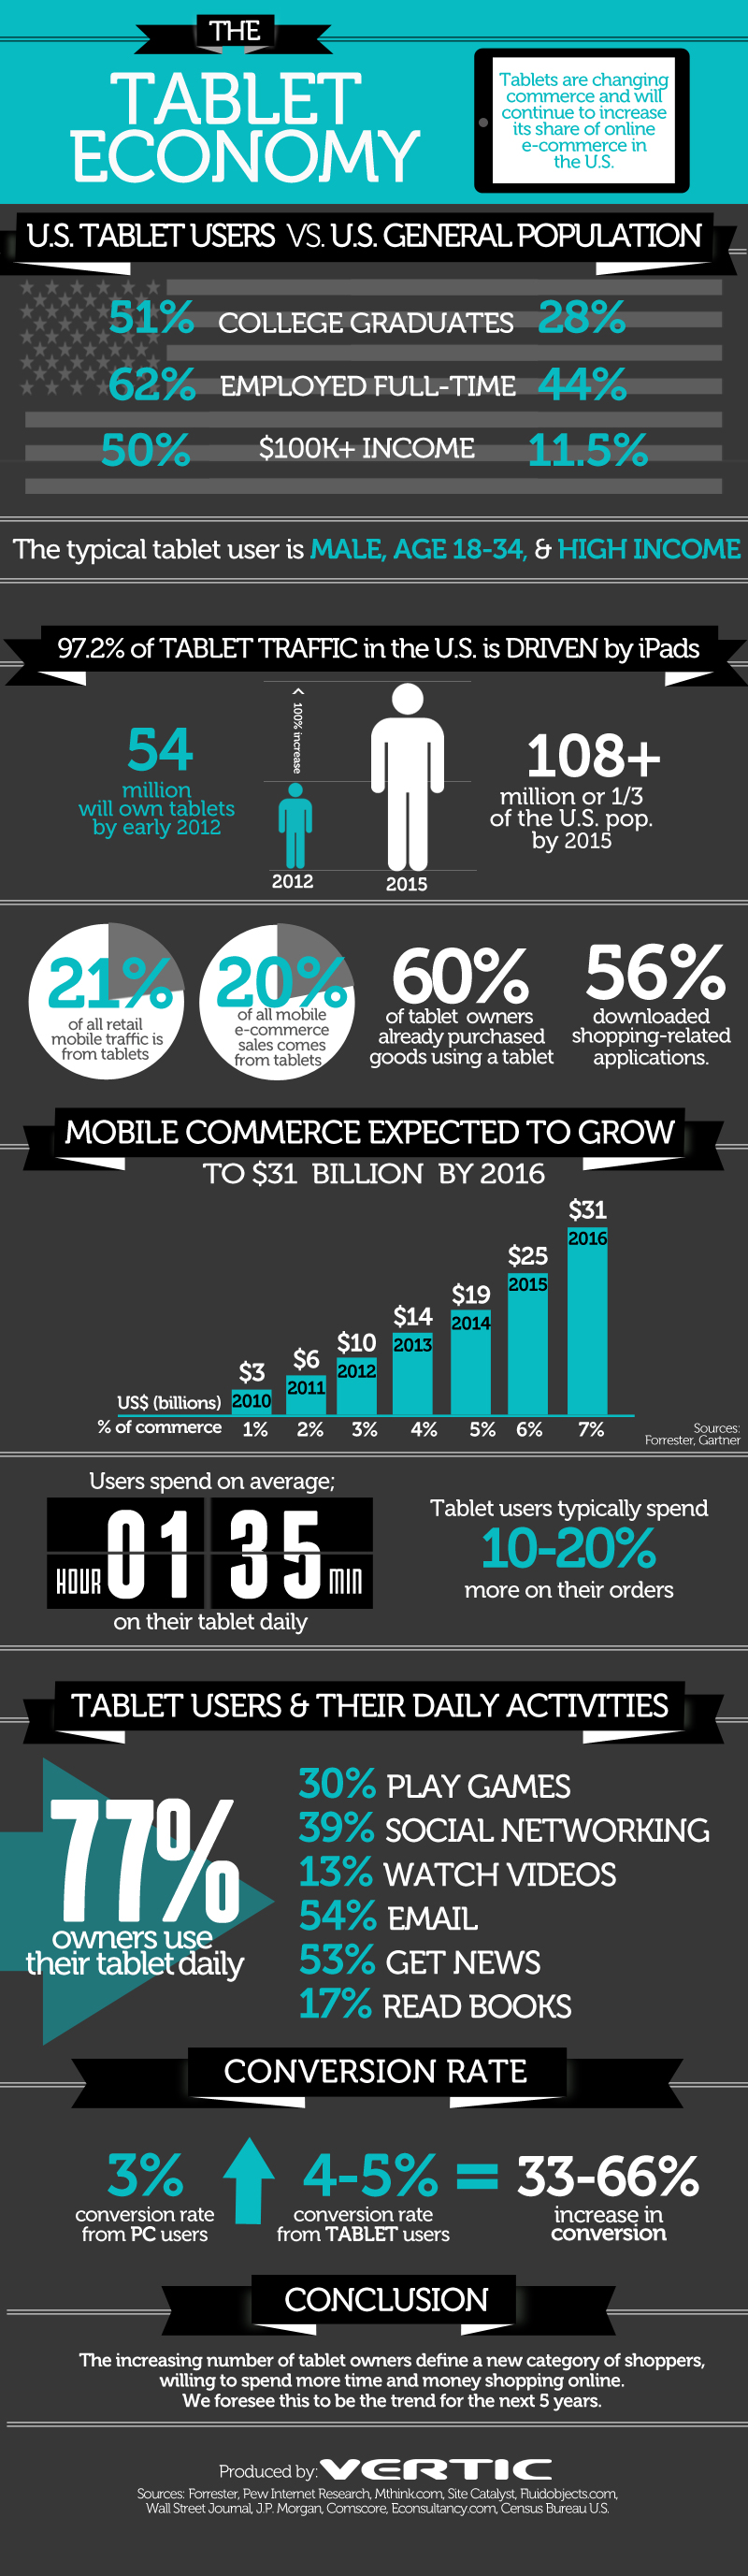 THE
TABLET
ECONOMY
Tablets are changing
commerce and will
continue to increase
its share of online
e-commerce in
the U.S.
U.S. TABLET USERS VS. U.S. GENERAL POPULATION
51% COLLEGE GRADUATES 28%
62% EMPLOYED FULL-TIME 44%
50% $100K+ INCOME 11.5%
The typical tablet user is MALE, AGE 18-34, & HIGH INCOME
97.2% of TABLET TRAFFIC in the U.S. is DRIVEN by iPads
54
million
will own tablets
by early 2012
< 100% increase
2012
2015
108+
million or 1/3
of the U.S. pop.
by 2015
21%
of all retail
mobile traffic is
from tablets
20%
of all mobile
e-commerce
sales comes
from tablets
60%
of tablet owners
already purchased
goods using a tablet
56%
downloaded
shopping-related
applications.
MOBILE COMMERCE EXPECTED TO GROW
TO $31 BILLION BY 2016
$3 $6 $10 $14 $19 $25 $31
US$ (billions) 2010 2011 2012 2013 2014 2015 2016
% of commerce 1% 2% 3% 4% 5% 6% 7%
Sources:
Forrester, Gartner
Users spend on average;
HOUR 01 35 MIN
on their tablet daily
Tablet users typically spend
10-20%
more on their orders
TABLET USERS & THEIR DAILY ACTIVITIES
77%
owners use
their tablet daily
30% PLAY GAMES
39% SOCIAL NETWORKING
13% WATCH VIDEOS
54% EMAIL
53% GET NEWS
17% READ BOOKS
CONVERSION RATE
3%
conversion rate
from PC users
4-5%
conversion rate
from TABLET users
=
33-66%
increase in
conversion
CONCLUSION
The increasing number of tablet owners define a new category of shoppers,
willing to spend more time and money shopping online.
We foresee this to be the trend for the next 5 years.
Produced by: VERTIC
Sources: Forrester, Pew Internet Research, Mthink.com, Site Catalyst, Fluidobjects.com,
Wall Street Journal, J.P. Morgan, Comscore, Econsultancy.com, Census Bureau U.S.